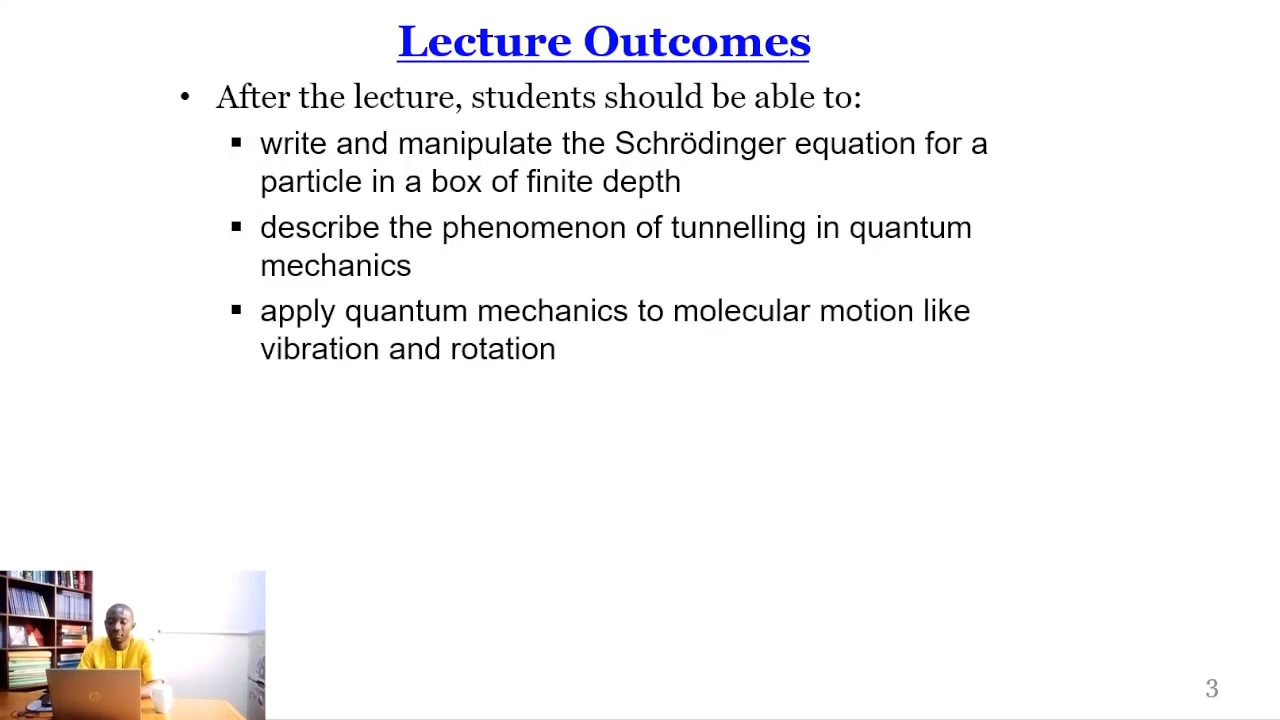 Lecture Outcomes
• After the lecture, students should be able to:
▪ write and manipulate the Schrödinger equation for a
particle in a box of finite depth
▪ describe the phenomenon of tunnelling in quantum
mechanics
▪ apply quantum mechanics to molecular motion like
vibration and rotation
3